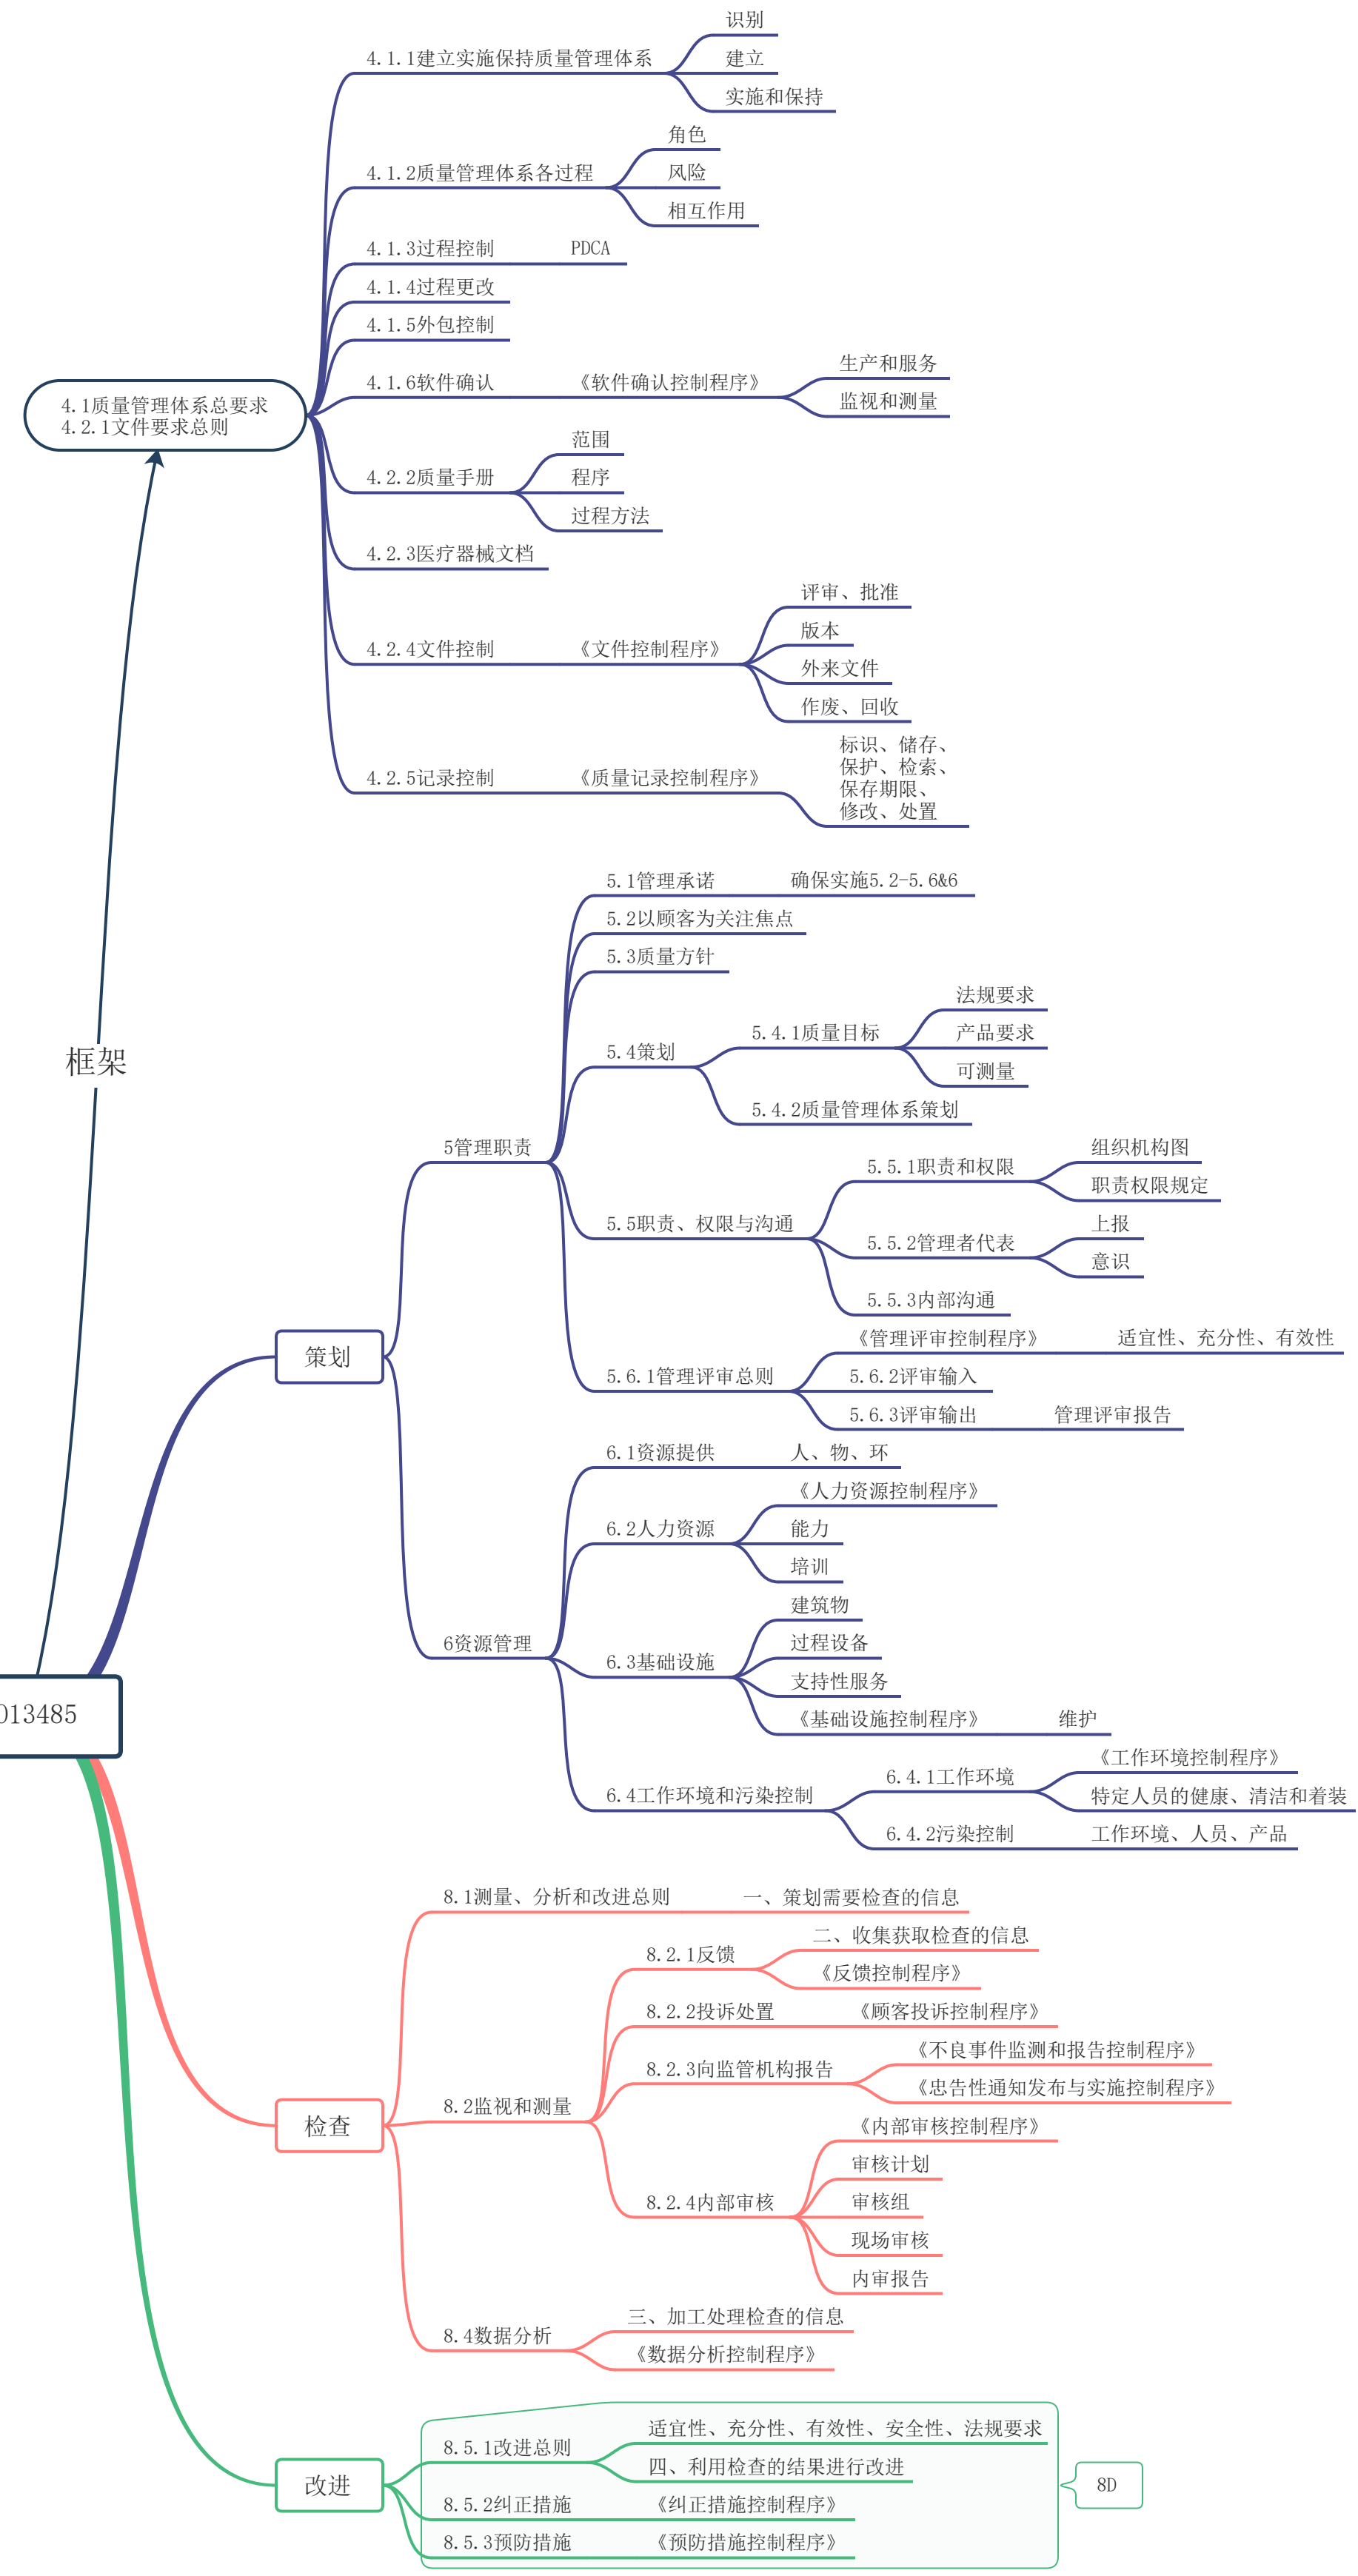 识别
4.1.1建立实施保持质量管理体系
建立
实施和保持
角色
4.1.2质量管理体系各过程
风险
相互作用
4.1.3过程控制
PDCA
4.1.4过程更改
4.1.5外包控制
生产和服务
4.1.6软件确认
《软件确认控制程序》
监视和测量
4.1质量管理体系总要求
4.2.1文件要求总则
范围
4.2.2质量手册
程序
过程方法
4.2.3医疗器械文档
评审、批准
版本
4.2.4文件控制
《文件控制程序》
外来文件
作废、回收
4.2.5记录控制
《质量记录控制程序》
标识、储存、
保护、检索、
保存期限、
修改、处置
框架
5.1管理承诺
确保实施5.2-5.6&6
5.2以顾客为关注焦点
5.3质量方针
法规要求
5.4.1质量目标
产品要求
5.4策划
可测量
5.4.2质量管理体系策划
5管理职责
组织机构图
5.5.1职责和权限
职责权限规定
5.5职责、权限与沟通
上报
5.5.2管理者代表
意识
5.5.3内部沟通
《管理评审控制程序》
适宜性、充分性、有效性
策划
5.6.1管理评审总则
5.6.2评审输入
5.6.3评审输出
管理评审报告
6.1资源提供
人、物、环
《人力资源控制程序》
6.2人力资源
能力
培训
建筑物
6资源管理
过程设备
6.3基础设施
支持性服务
《基础设施控制程序》
维护
013485
《工作环境控制程序》
6.4.1工作环境
6.4工作环境和污染控制
特定人员的健康、清洁和着装
6.4.2污染控制
工作环境、人员、产品
8.1测量、分析和改进总则
一、策划需要检查的信息
二、收集获取检查的信息
8.2.1反馈
《反馈控制程序》
8.2.2投诉处置
《顾客投诉控制程序》
《不良事件监测和报告控制程序》
8.2.3向监管机构报告
《忠告性通知发布与实施控制程序》
8.2监视和测量
检查
《内部审核控制程序》
审核计划
8.2.4内部审核
审核组
现场审核
内审报告
三、加工处理检查的信息
8.4数据分析
《数据分析控制程序》
适宜性、充分性、有效性、安全性、法规要求
8.5.1改进总则
四、利用检查的结果进行改进
改进
8D
8.5.2纠正措施
《纠正措施控制程序》
8.5.3预防措施
《预防措施控制程序》